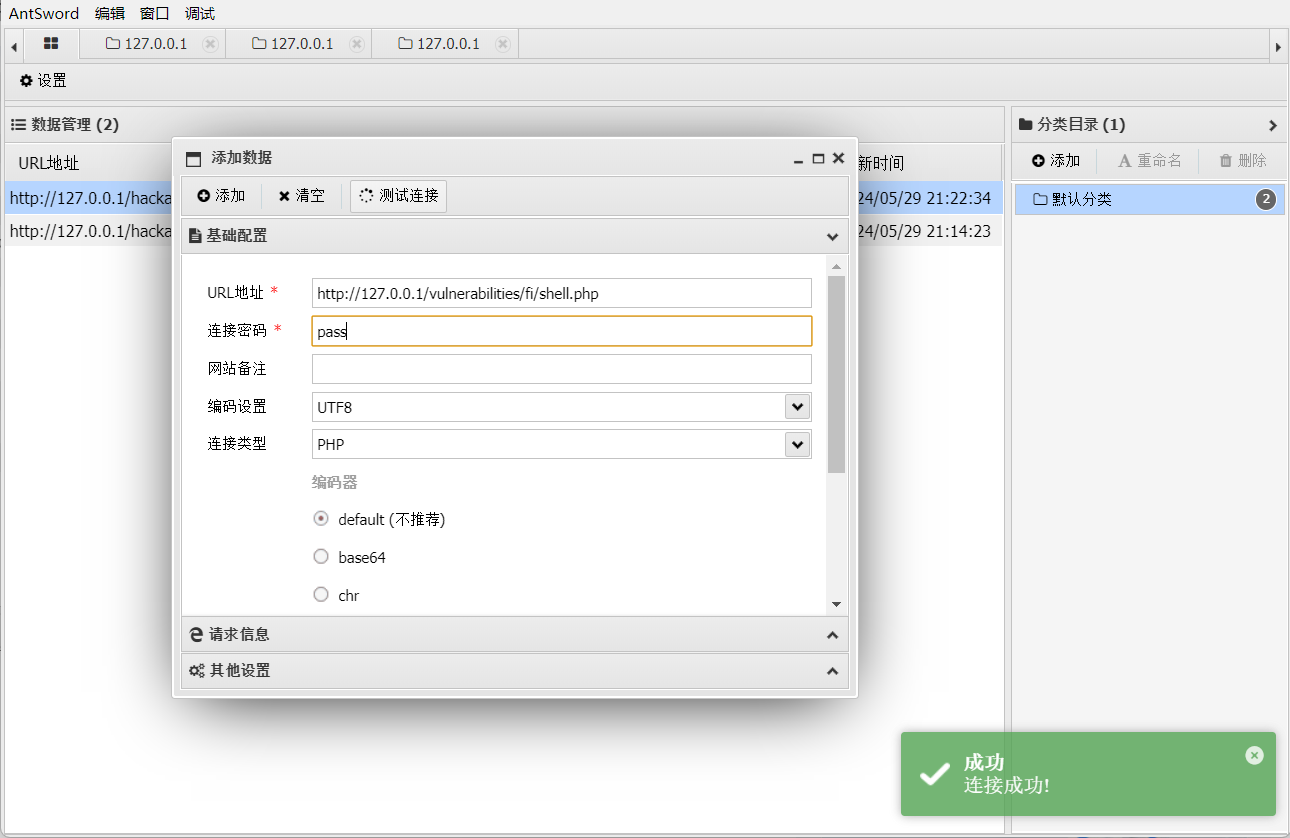 AntSword 编辑 窗口 调试
127.0.0.1 127.0.0.1 127.0.0.1
设置
数据管理 (2)
分类目录 (1)
URL地址
新时间
添加 重命名 删除
http://127.0.0.1/hacka
24/05/29 21:22:34
默认分类 2
http://127.0.0.1/hacka
24/05/29 21:14:23
添加数据
添加 清空 测试连接
基础配置
URL地址 * http://127.0.0.1/vulnerabilities/fi/shell.php
连接密码 * pass
网站备注
编码设置 UTF8
连接类型 PHP
编码器
default (不推荐)
base64
chr
请求信息
其他设置
成功
连接成功!